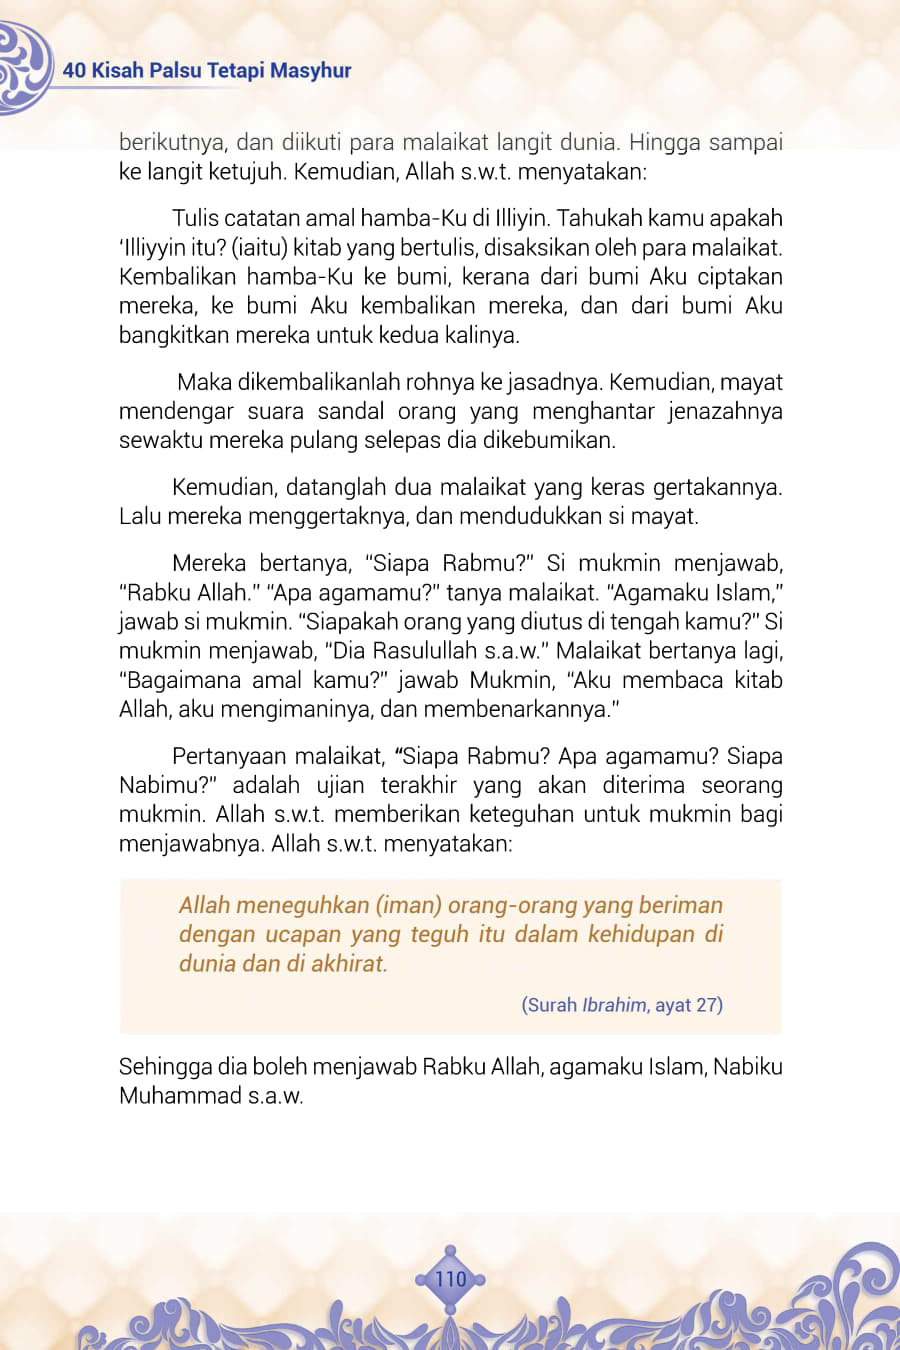 40 Kisah Palsu Tetapi Masyhur
berikutnya, dan diikuti para malaikat langit dunia. Hingga sampai
ke langit ketujuh. Kemudian, Allah s.w.t. menyatakan:
Tulis catatan amal hamba-Ku di Illiyin. Tahukah kamu apakah
‘Illiyyin itu? (iaitu) kitab yang bertulis, disaksikan oleh para malaikat.
Kembalikan hamba-Ku ke bumi, kerana dari bumi Aku ciptakan
mereka, ke bumi Aku kembalikan mereka, dan dari bumi Aku
bangkitkan mereka untuk kedua kalinya.
Maka dikembalikanlah rohnya ke jasadnya. Kemudian, mayat
mendengar suara sandal orang yang menghantar jenazahnya
sewaktu mereka pulang selepas dia dikebumikan.
Kemudian, datanglah dua malaikat yang keras gertakannya.
Lalu mereka menggertaknya, dan mendudukkan si mayat.
Mereka bertanya, “Siapa Rabmu?” Si mukmin menjawab,
“Rabku Allah.” “Apa agamamu?” tanya malaikat. “Agamaku Islam,”
jawab si mukmin. “Siapakah orang yang diutus di tengah kamu?” Si
mukmin menjawab, “Dia Rasulullah s.a.w.” Malaikat bertanya lagi,
“Bagaimana amal kamu?” jawab Mukmin, “Aku membaca kitab
Allah, aku mengimaninya, dan membenarkannya.”
Pertanyaan malaikat, “Siapa Rabmu? Apa agamamu? Siapa
Nabimu?” adalah ujian terakhir yang akan diterima seorang
mukmin. Allah s.w.t. memberikan keteguhan untuk mukmin bagi
menjawabnya. Allah s.w.t. menyatakan:
Allah meneguhkan (iman) orang-orang yang beriman
dengan ucapan yang teguh itu dalam kehidupan di
dunia dan di akhirat.
(Surah Ibrahim, ayat 27)
Sehingga dia boleh menjawab Rabku Allah, agamaku Islam, Nabiku
Muhammad s.a.w.
110